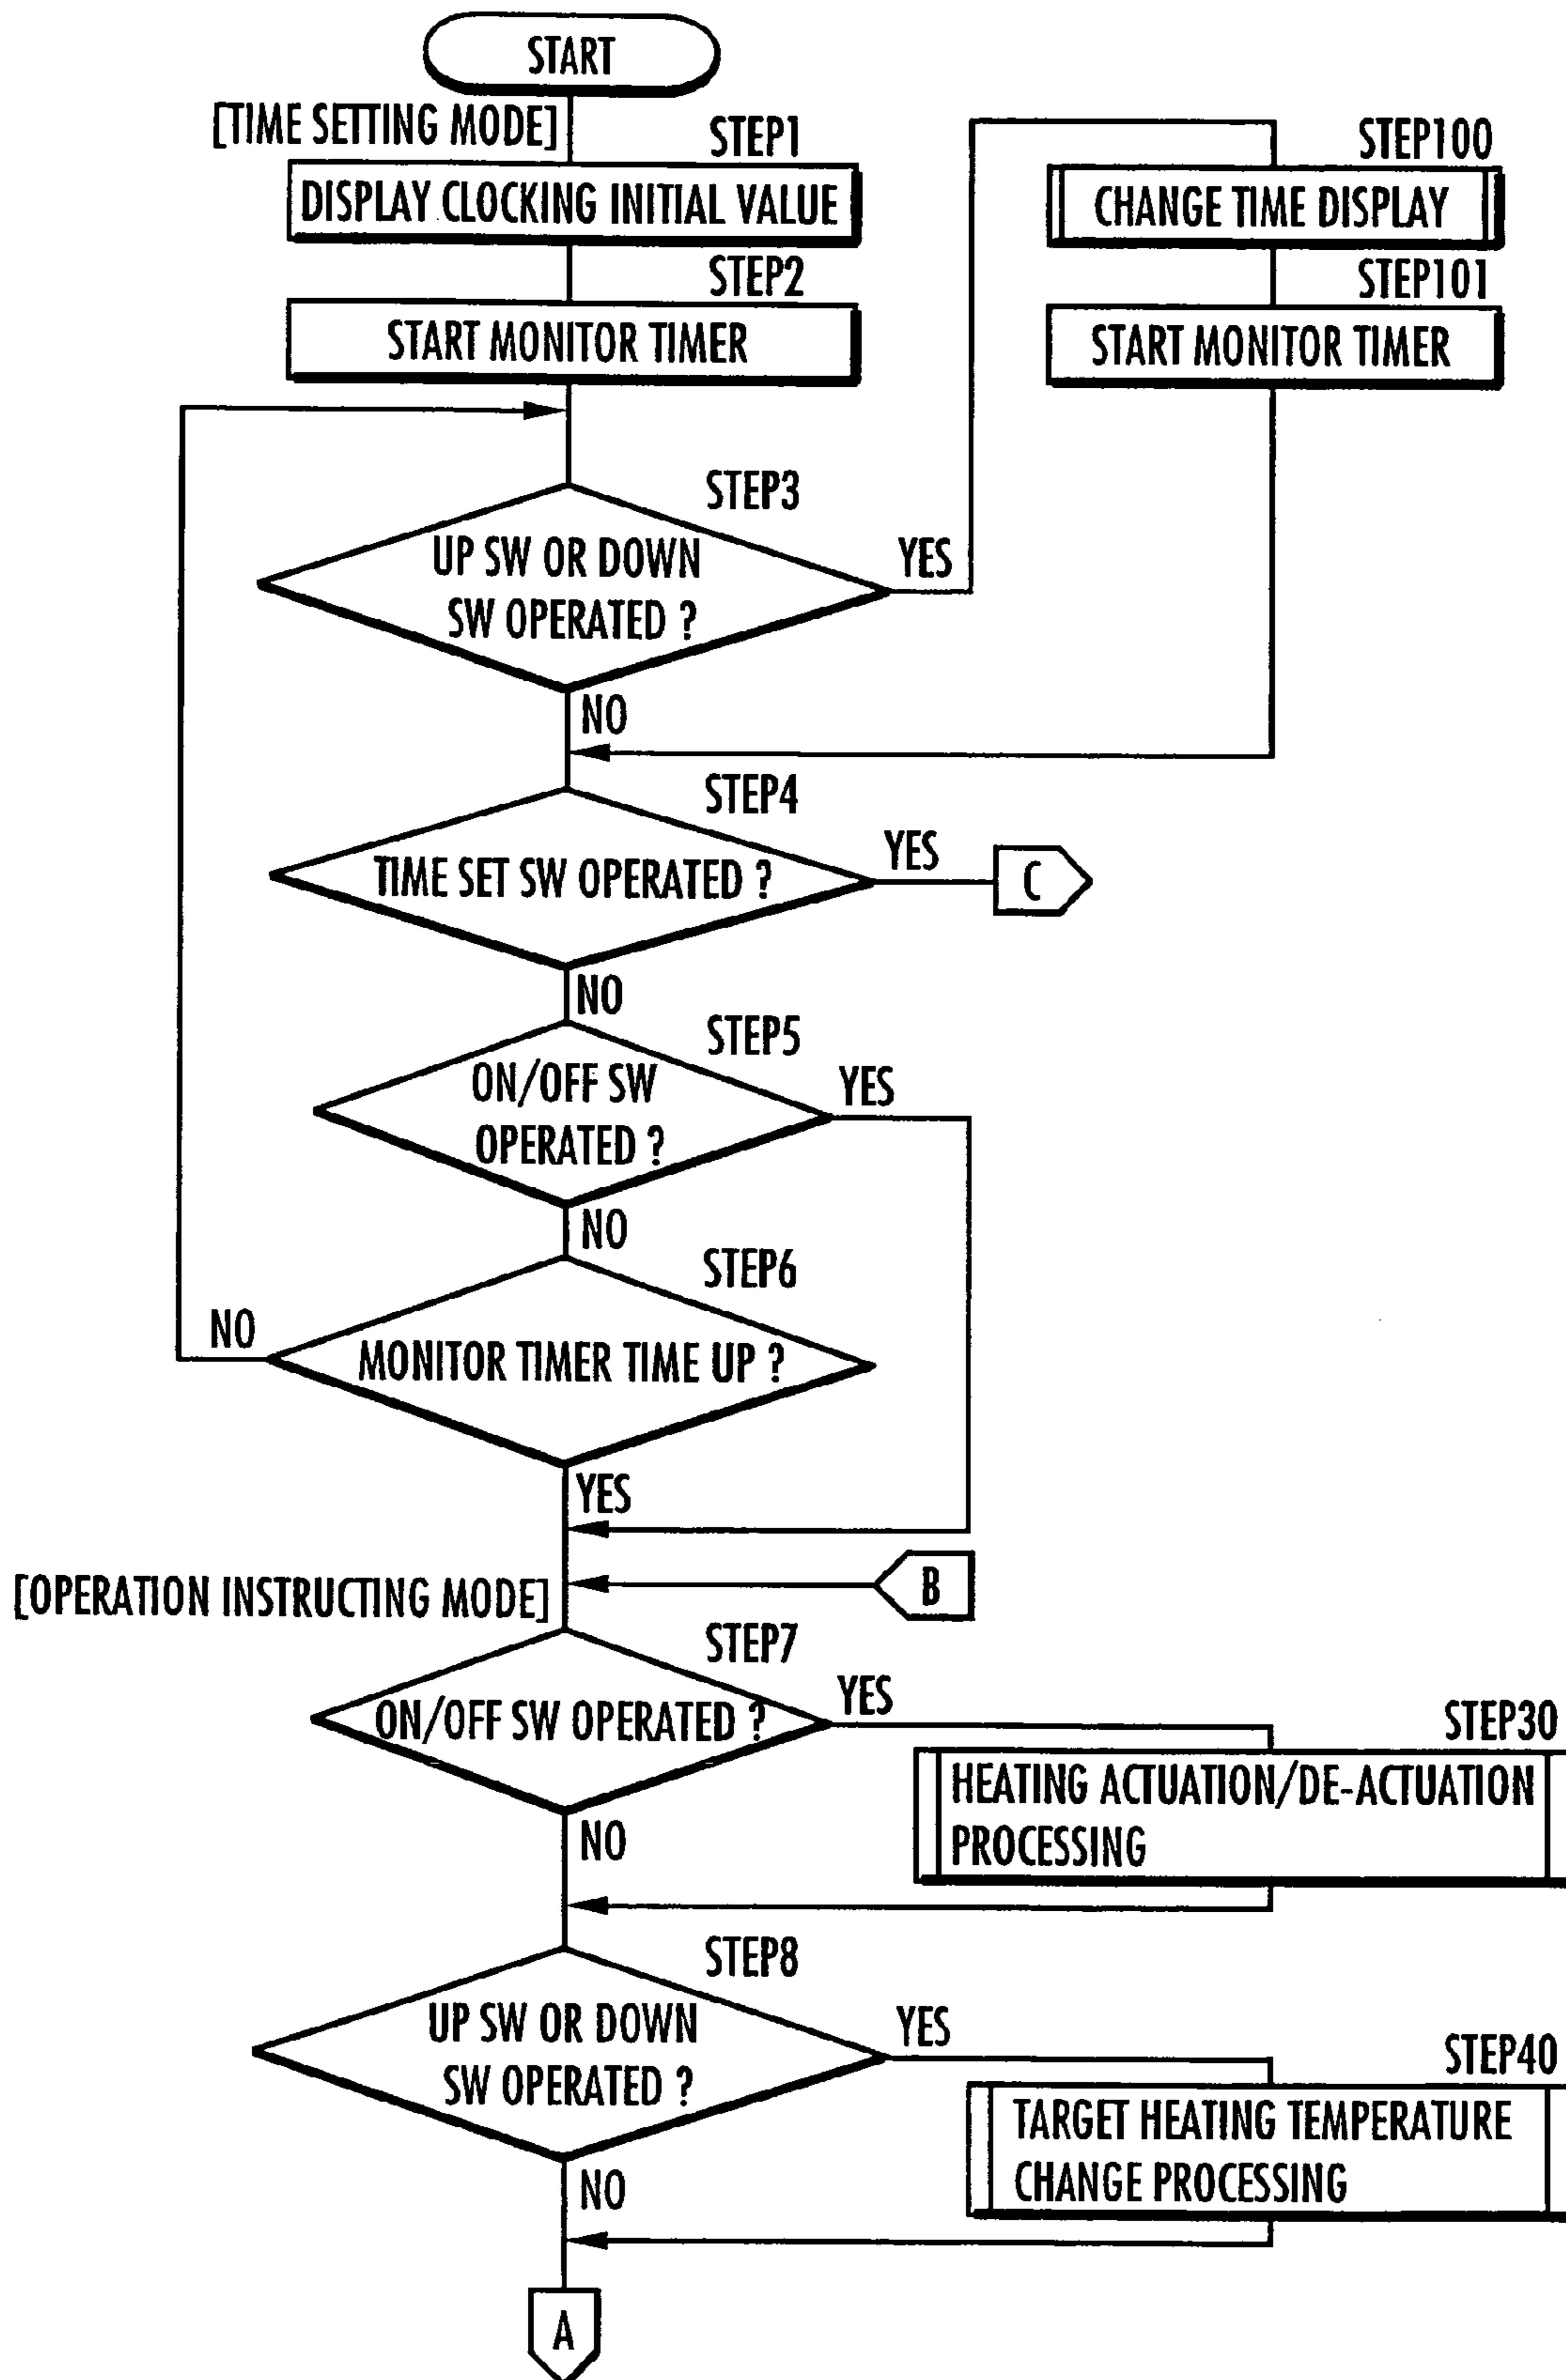 START
[TIME SETTING MODE]
STEP1
DISPLAY CLOCKING INITIAL VALUE
STEP2
START MONITOR TIMER
STEP100
CHANGE TIME DISPLAY
STEP101
START MONITOR TIMER
STEP3
UP SW OR DOWN
SW OPERATED ?
YES
NO
STEP4
TIME SET SW OPERATED ?
YES
C
NO
STEP5
ON/OFF SW
OPERATED ?
YES
NO
STEP6
MONITOR TIMER TIME UP ?
NO
YES
B
[OPERATION INSTRUCTING MODE]
STEP7
ON/OFF SW OPERATED ?
YES
STEP30
HEATING ACTUATION/DE-ACTUATION
PROCESSING
NO
STEP8
UP SW OR DOWN
SW OPERATED ?
YES
STEP40
TARGET HEATING TEMPERATURE
CHANGE PROCESSING
NO
A